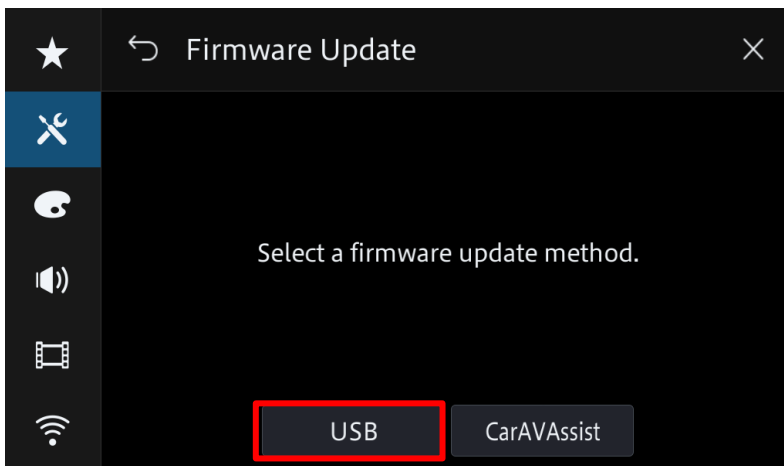 Firmware Update
Select a firmware update method.
USB
CarAVAssist